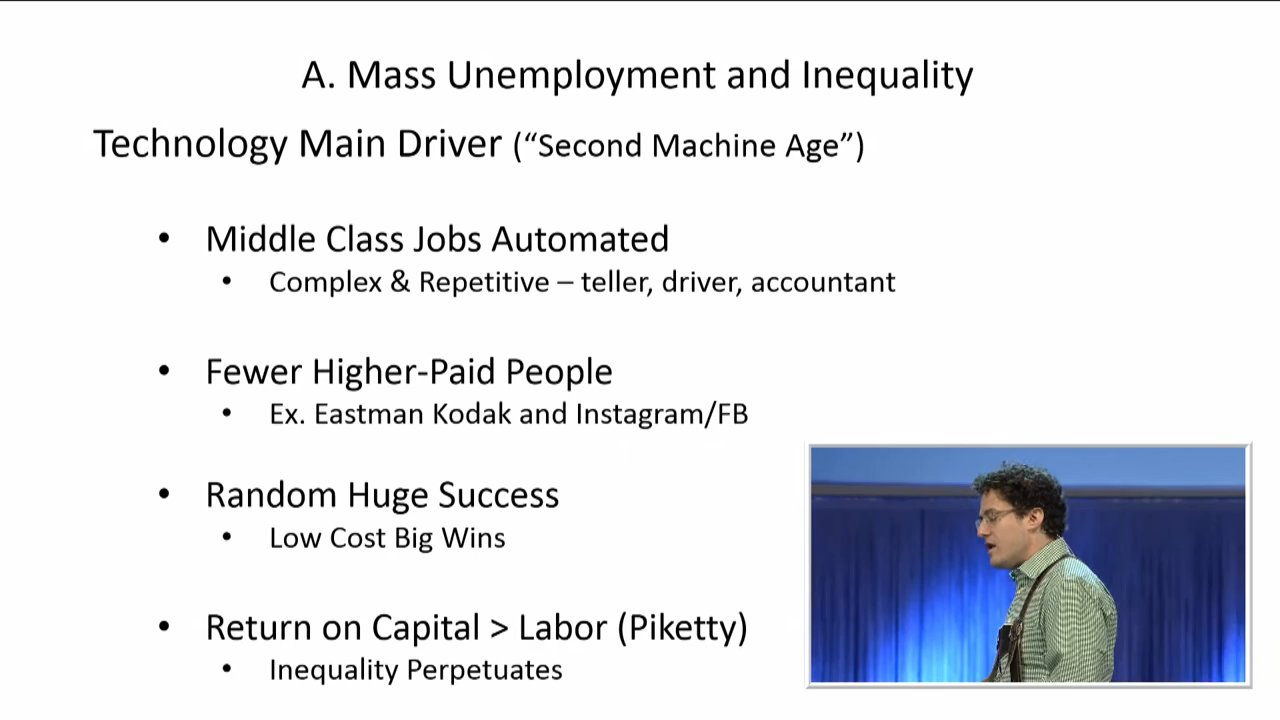 A. Mass Unemployment and Inequality
Technology Main Driver (“Second Machine Age”)
• Middle Class Jobs Automated
• Complex & Repetitive – teller, driver, accountant
• Fewer Higher-Paid People
• Ex. Eastman Kodak and Instagram/FB
• Random Huge Success
• Low Cost Big Wins
• Return on Capital > Labor (Piketty)
• Inequality Perpetuates